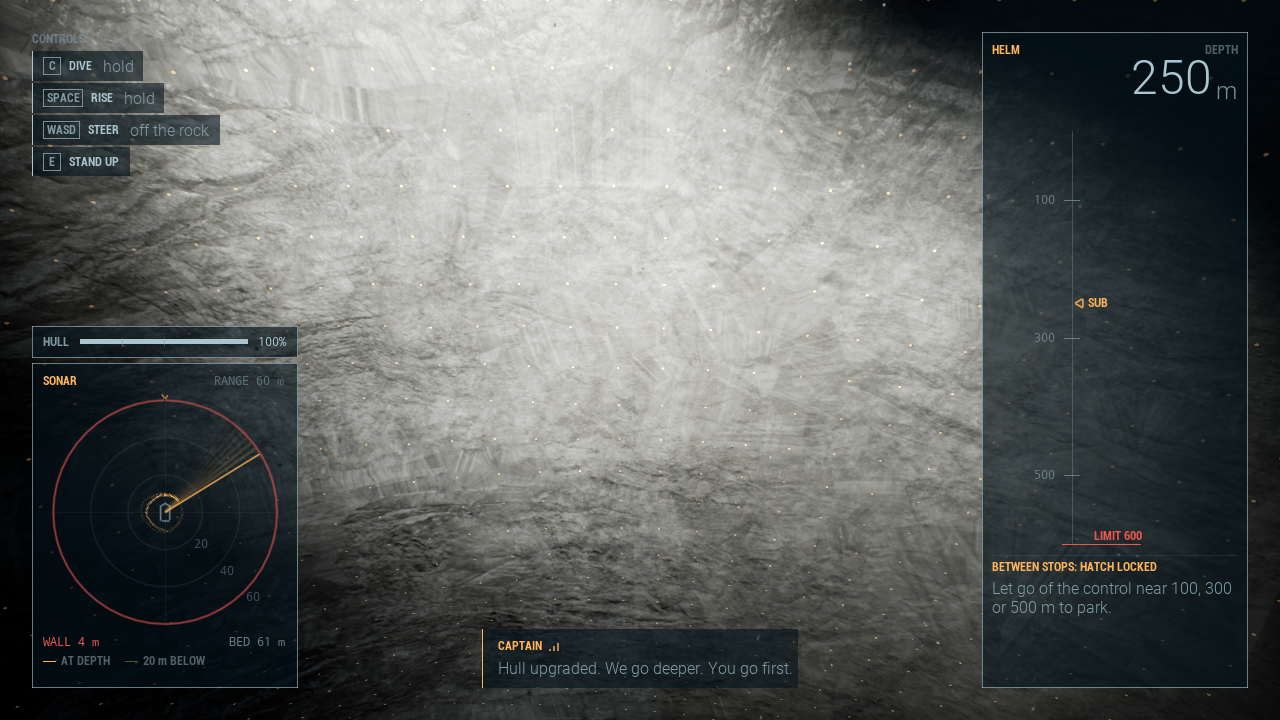 CONTROLS
C DIVE hold
SPACE RISE hold
WASD STEER off the rock
E STAND UP
HULL 100%
SONAR RANGE 60 m
20
40
60
WALL 4 m BED 61 m
AT DEPTH 20 m BELOW
CAPTAIN
Hull upgraded. We go deeper. You go first.
HELM DEPTH
250 m
100
SUB
300
500
LIMIT 600
BETWEEN STOPS: HATCH LOCKED
Let go of the control near 100, 300
or 500 m to park.